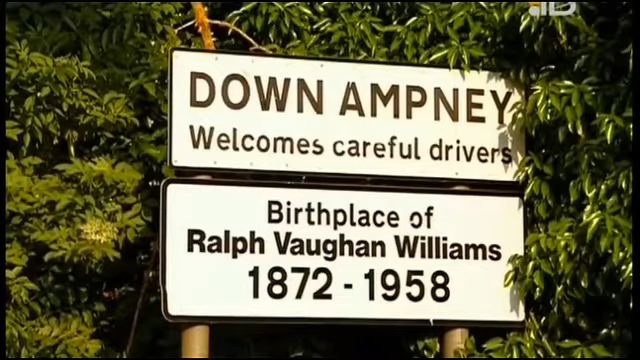 DOWN AMPNEY
Welcomes careful drivers
Birthplace of
Ralph Vaughan Williams
1872 - 1958